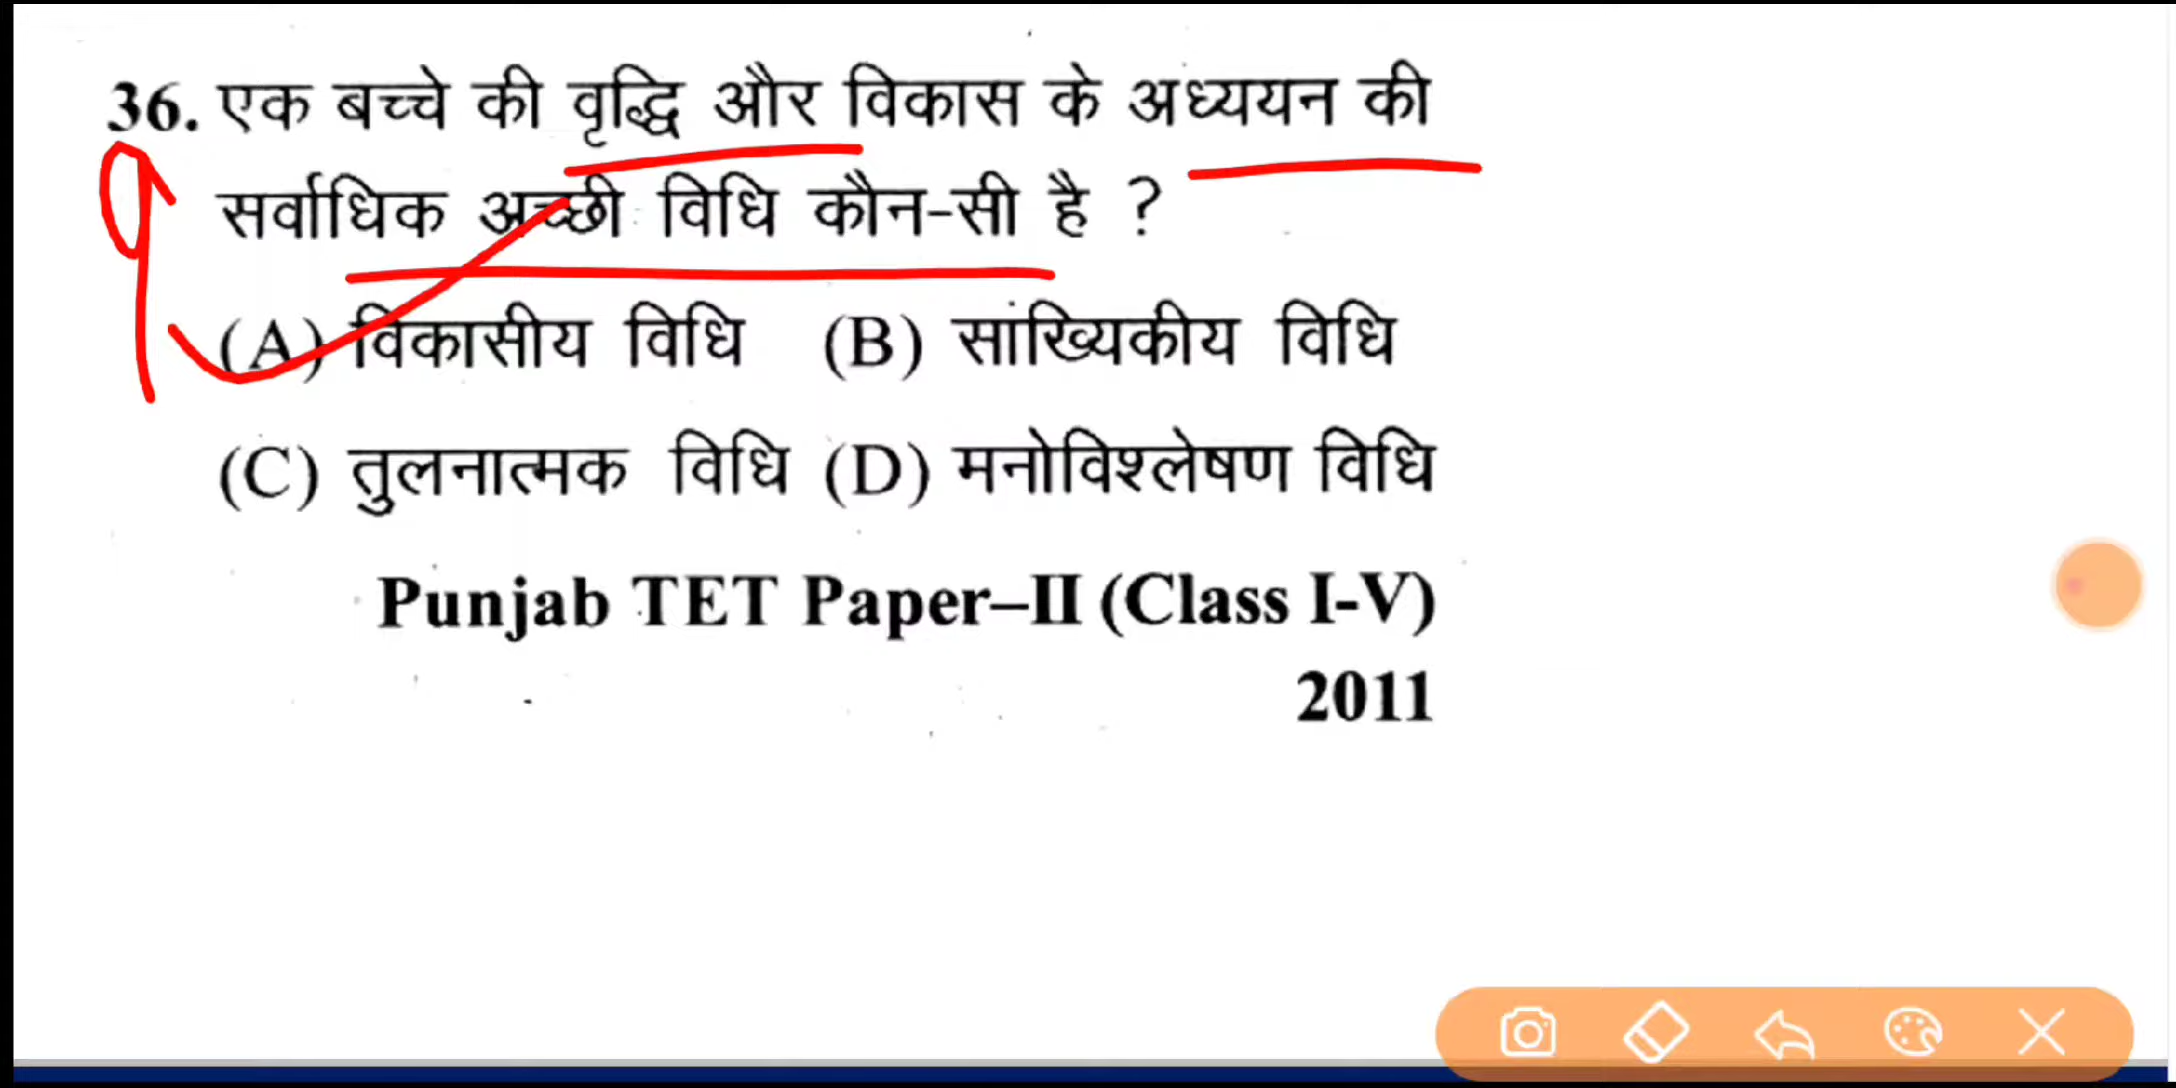 36. एक बच्चे की वृद्धि और विकास के अध्ययन की
सर्वाधिक अच्छी विधि कौन-सी है ?
(A) विकासीय विधि (B) सांख्यिकीय विधि
(C) तुलनात्मक विधि (D) मनोविश्लेषण विधि
Punjab TET Paper–II (Class I-V)
2011